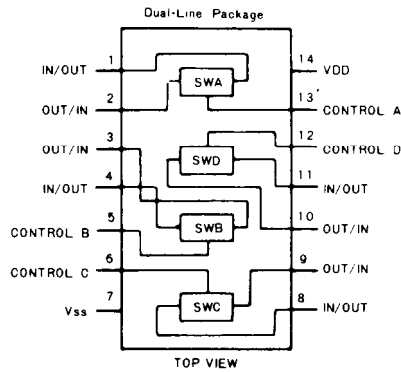 Dual-Line Package
1
IN/OUT
2
OUT/IN
3
OUT/IN
4
IN/OUT
5
CONTROL B
6
CONTROL C
7
Vss
SWA
SWD
SWB
SWC
14
VDD
13
CONTROL A
12
CONTROL D
11
IN/OUT
10
OUT/IN
9
OUT/IN
8
IN/OUT
TOP VIEW